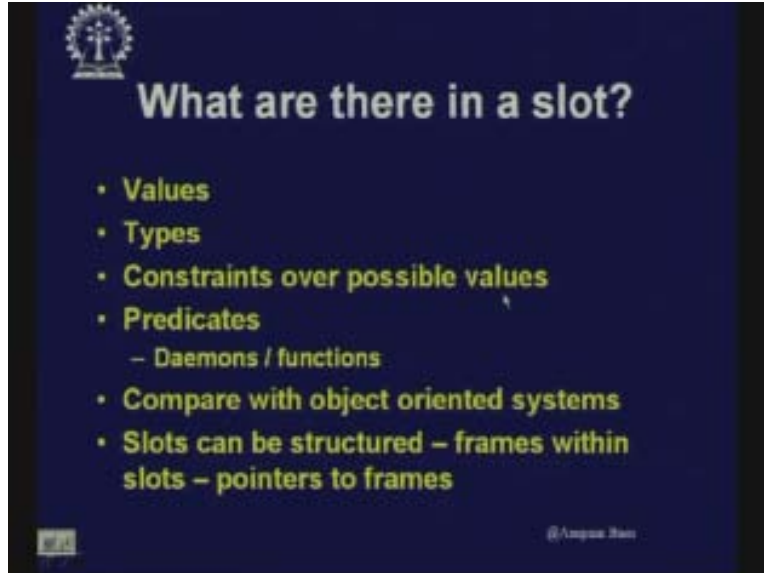 What are there in a slot?
• Values
• Types
• Constraints over possible values
• Predicates
– Daemons / functions
• Compare with object oriented systems
• Slots can be structured – frames within
slots – pointers to frames